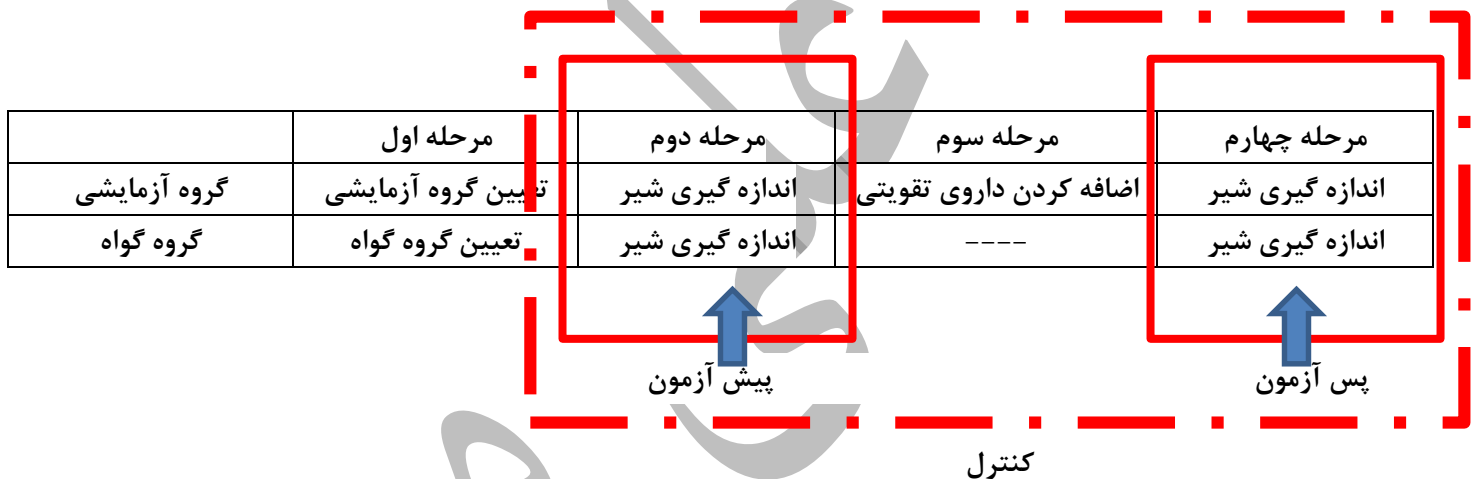 مرحله اول مرحله دوم مرحله سوم مرحله چهارم
گروه آزمایشی تعیین گروه آزمایشی اندازه گیری شیر اضافه کردن داروی تقویتی اندازه گیری شیر
گروه گواه تعیین گروه گواه اندازه گیری شیر ---- اندازه گیری شیر
پیش آزمون پس آزمون
کنترل